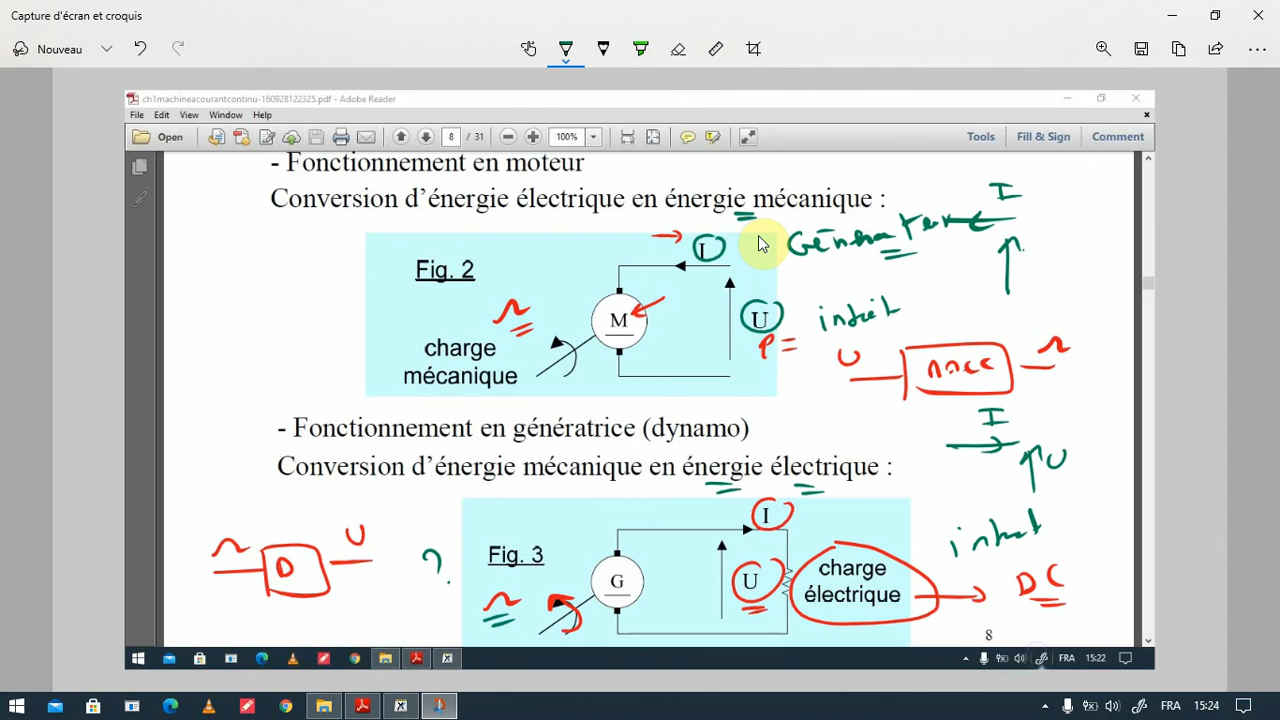 Capture d'écran et croquis
Nouveau
ch1machineacourantcontinu-160928122325.pdf - Adobe Reader
File Edit View Window Help
Open 8 / 31 100% Tools Fill & Sign Comment
- Fonctionnement en moteur
Conversion d'énergie électrique en énergie mécanique :
I
Fig. 2
I
M
U
P =
U
MCC
charge
mécanique
- Fonctionnement en génératrice (dynamo)
I
Conversion d'énergie mécanique en énergie électrique :
U
D
U
?
Fig. 3
I
G
U
charge
électrique
DC
8
FRA 15:22
FRA 15:24